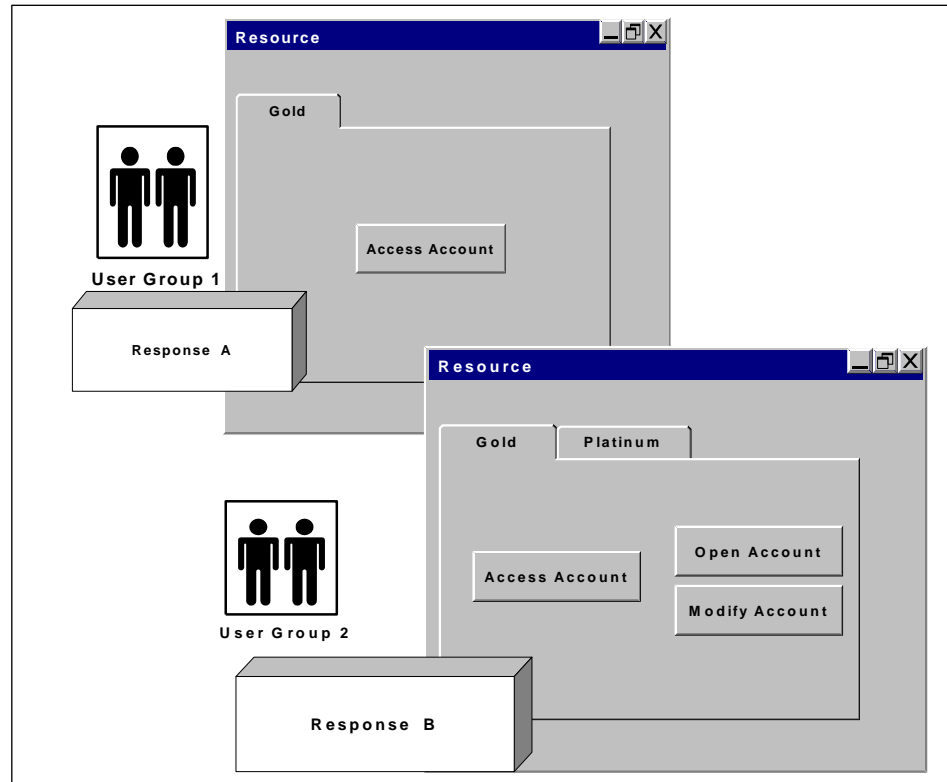 Resource
Gold
Access Account
User Group 1
Response A
Resource
Gold Platinum
Open Account
Access Account
Modify Account
User Group 2
Response B